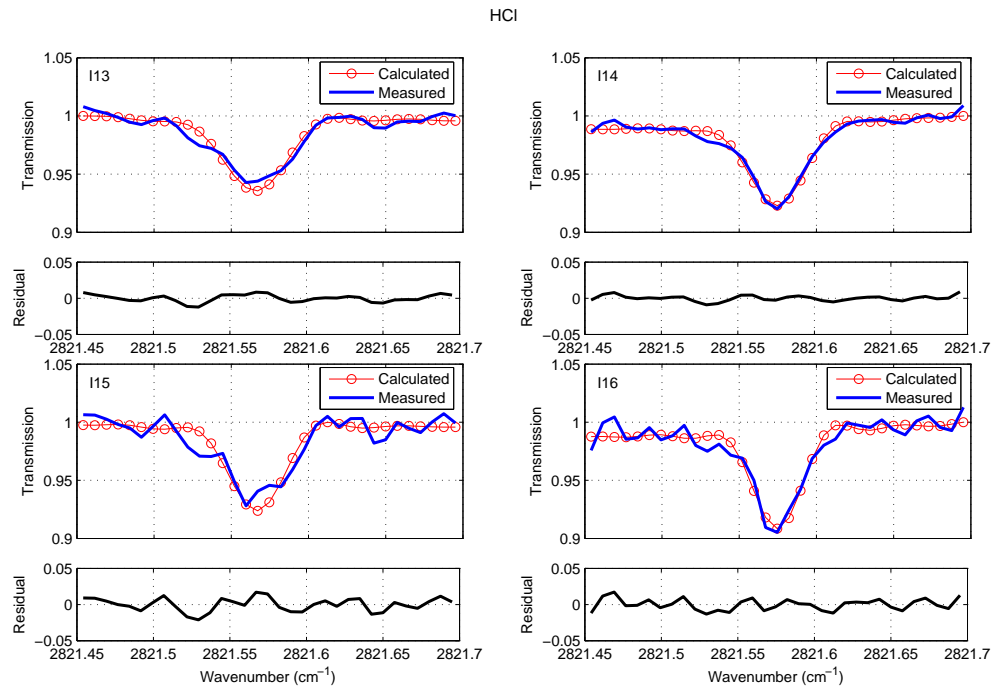 HCl
I13
Calculated
Measured
1.05
1
0.95
0.9
Transmission
0.05
0
−0.05
Residual
2821.45 2821.5 2821.55 2821.6 2821.65 2821.7
I14
Calculated
Measured
1.05
1
0.95
0.9
Transmission
0.05
0
−0.05
Residual
2821.45 2821.5 2821.55 2821.6 2821.65 2821.7
I15
Calculated
Measured
1.05
1
0.95
0.9
Transmission
0.05
0
−0.05
Residual
2821.45 2821.5 2821.55 2821.6 2821.65 2821.7
Wavenumber (cm⁻¹)
I16
Calculated
Measured
1.05
1
0.95
0.9
Transmission
0.05
0
−0.05
Residual
2821.45 2821.5 2821.55 2821.6 2821.65 2821.7
Wavenumber (cm⁻¹)